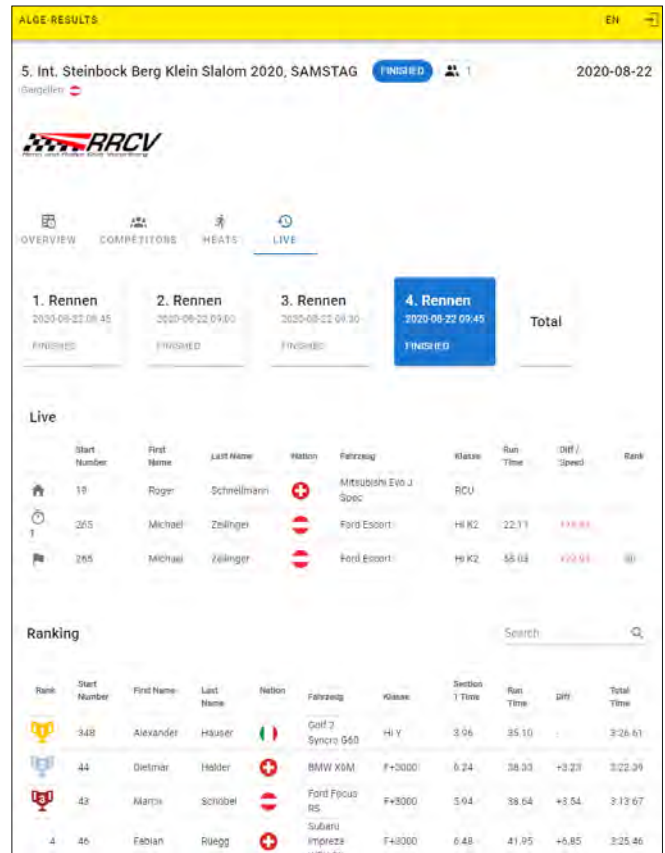 ALGE-RESULTS EN
5. Int. Steinbock Berg Klein Slalom 2020, SAMSTAG FINISHED 1 2020-08-22
Gargellen
RRCV
OVERVIEW COMPETITORS HEATS LIVE
1. Rennen 2. Rennen 3. Rennen 4. Rennen
2020-08-22 08:45 2020-08-22 09:00 2020-08-22 09:30 2020-08-22 09:45 Total
FINISHED FINISHED FINISHED FINISHED
Live
Start Number First Name Last Name Nation Fahrzeug Klasse Run Time Diff / Speed Rank
19 Roger Schnellmann Mitsubishi Evo J Spec RCU
1 265 Michael Zeilinger Ford Escort HI K2 22.11
265 Michael Zeilinger Ford Escort HI K2 58.03
Ranking Search
Rank Start Number First Name Last Name Nation Fahrzeug Klasse Section 1 Time Run Time Diff Total Time
1 348 Alexander Hauser Golf 2 Syncro G60 HI Y 3.96 35.10 3:26.61
44 Dietmar Halder BMW X6M F+3000 6.24 38.33 +3.23 3:22.39
3 43 Martin Schobel Ford Focus RS F+3000 5.94 38.64 +3.54 3:13.67
4 46 Fabian Rüegg Subaru Impreza F+3000 6.48 41.95 +6.85 3:25.46